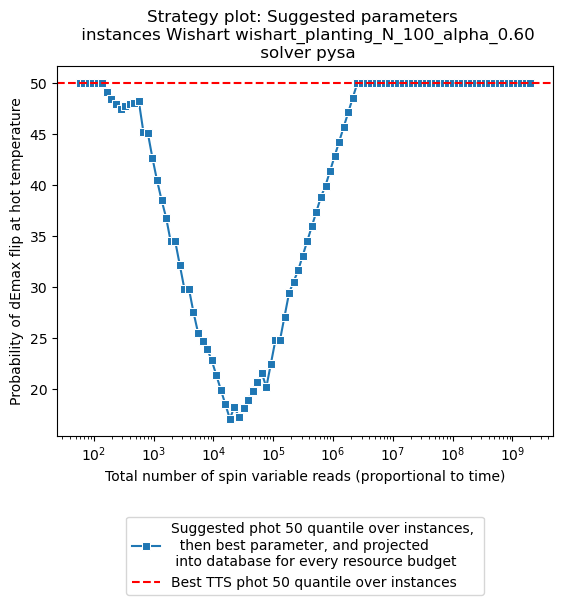 Strategy plot: Suggested parameters
instances Wishart wishart_planting_N_100_alpha_0.60
solver pysa
Probability of dEmax flip at hot temperature
50
45
40
35
30
25
20
10²
10³
10⁴
10⁵
10⁶
10⁷
10⁸
10⁹
Total number of spin variable reads (proportional to time)
Suggested phot 50 quantile over instances,
then best parameter, and projected
into database for every resource budget
Best TTS phot 50 quantile over instances